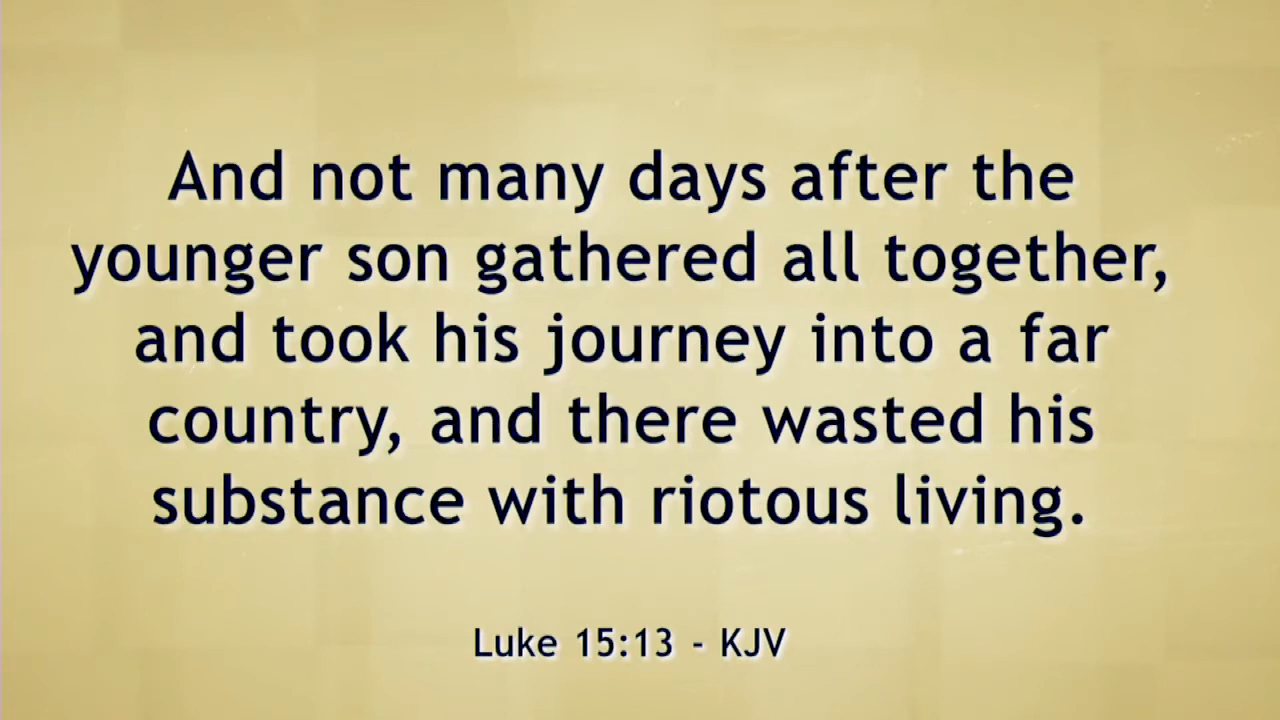 And not many days after the
younger son gathered all together,
and took his journey into a far
country, and there wasted his
substance with riotous living.
Luke 15:13 - KJV